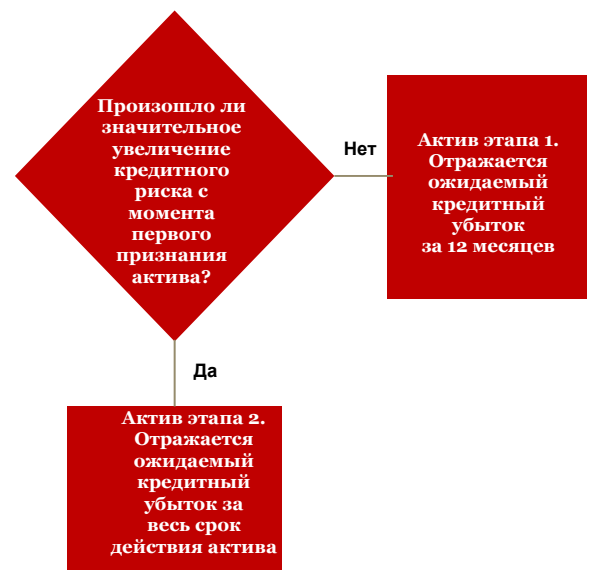 Произошло ли
значительное
увеличение
кредитного
риска с
момента
первого
признания
актива?
Нет
Актив этапа 1.
Отражается
ожидаемый
кредитный
убыток
за 12 месяцев
Да
Актив этапа 2.
Отражается
ожидаемый
кредитный
убыток за
весь срок
действия актива